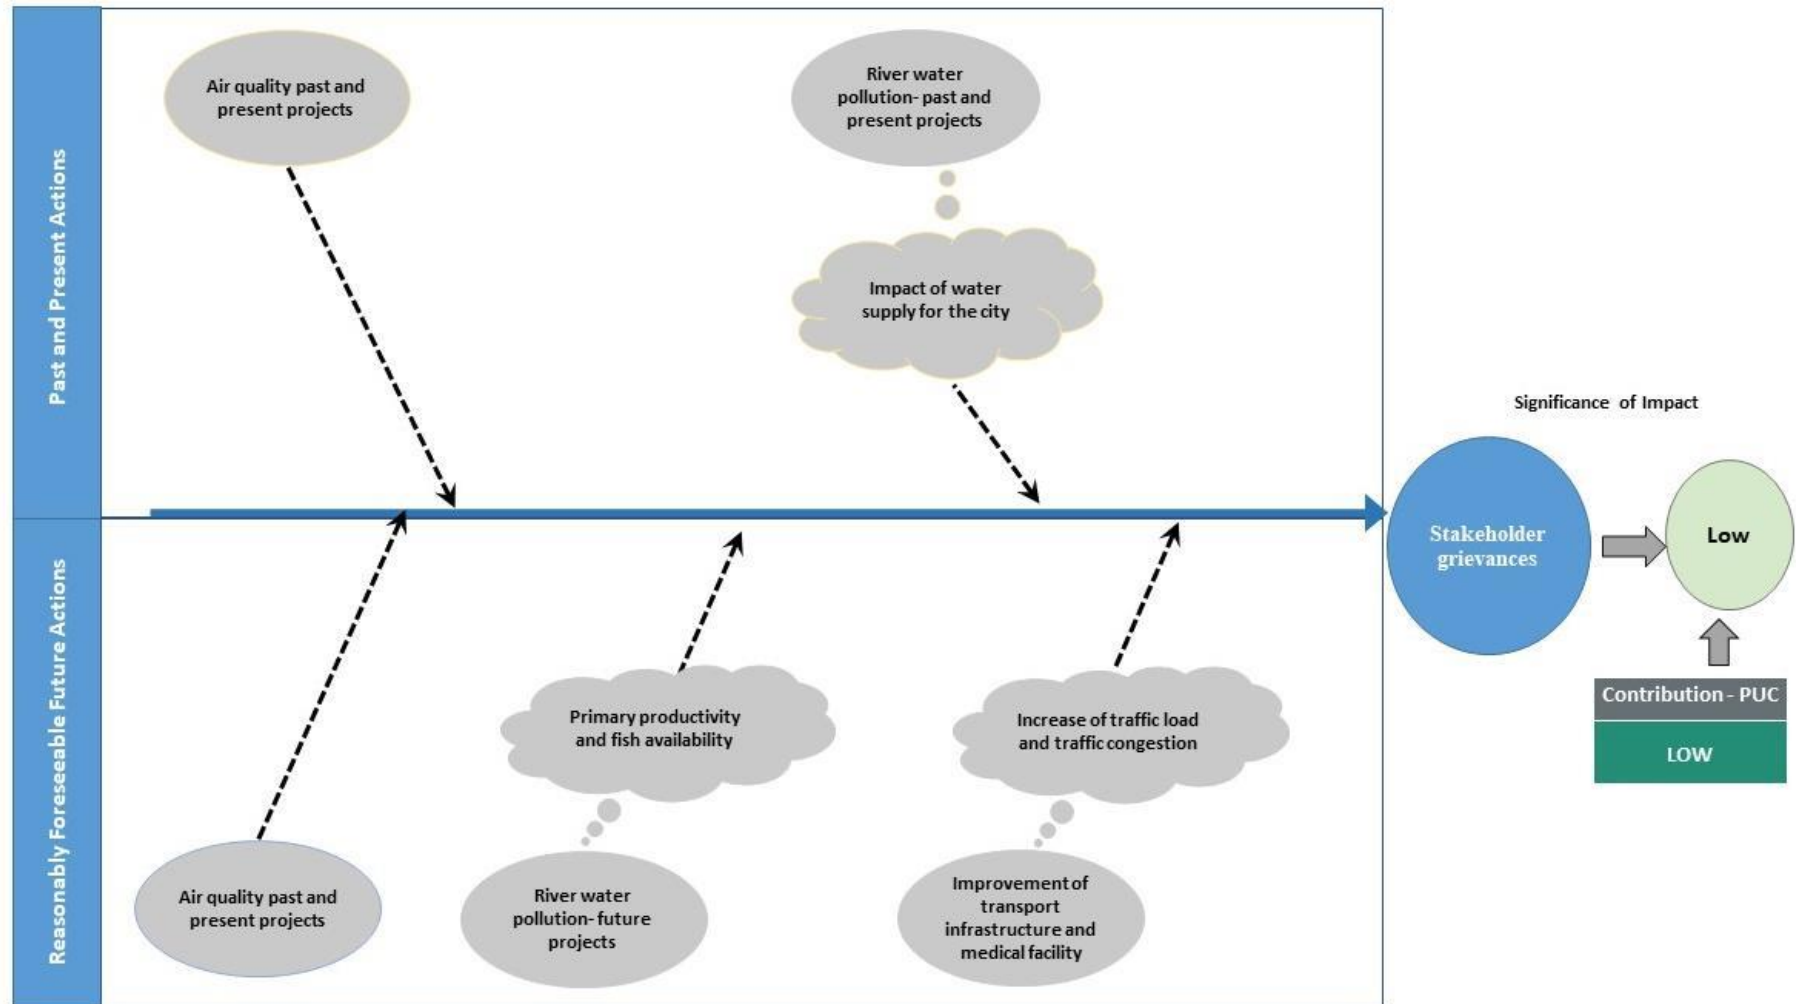 Past and Present Actions
Air quality past and
present projects
River water
pollution- past and
present projects
Impact of water
supply for the city
Reasonably Foreseeable Future Actions
Primary productivity
and fish availability
Increase of traffic load
and traffic congestion
Air quality past and
present projects
River water
pollution- future
projects
Improvement of
transport
infrastructure and
medical facility
Significance of Impact
Stakeholder
grievances
Low
Contribution - PUC
LOW